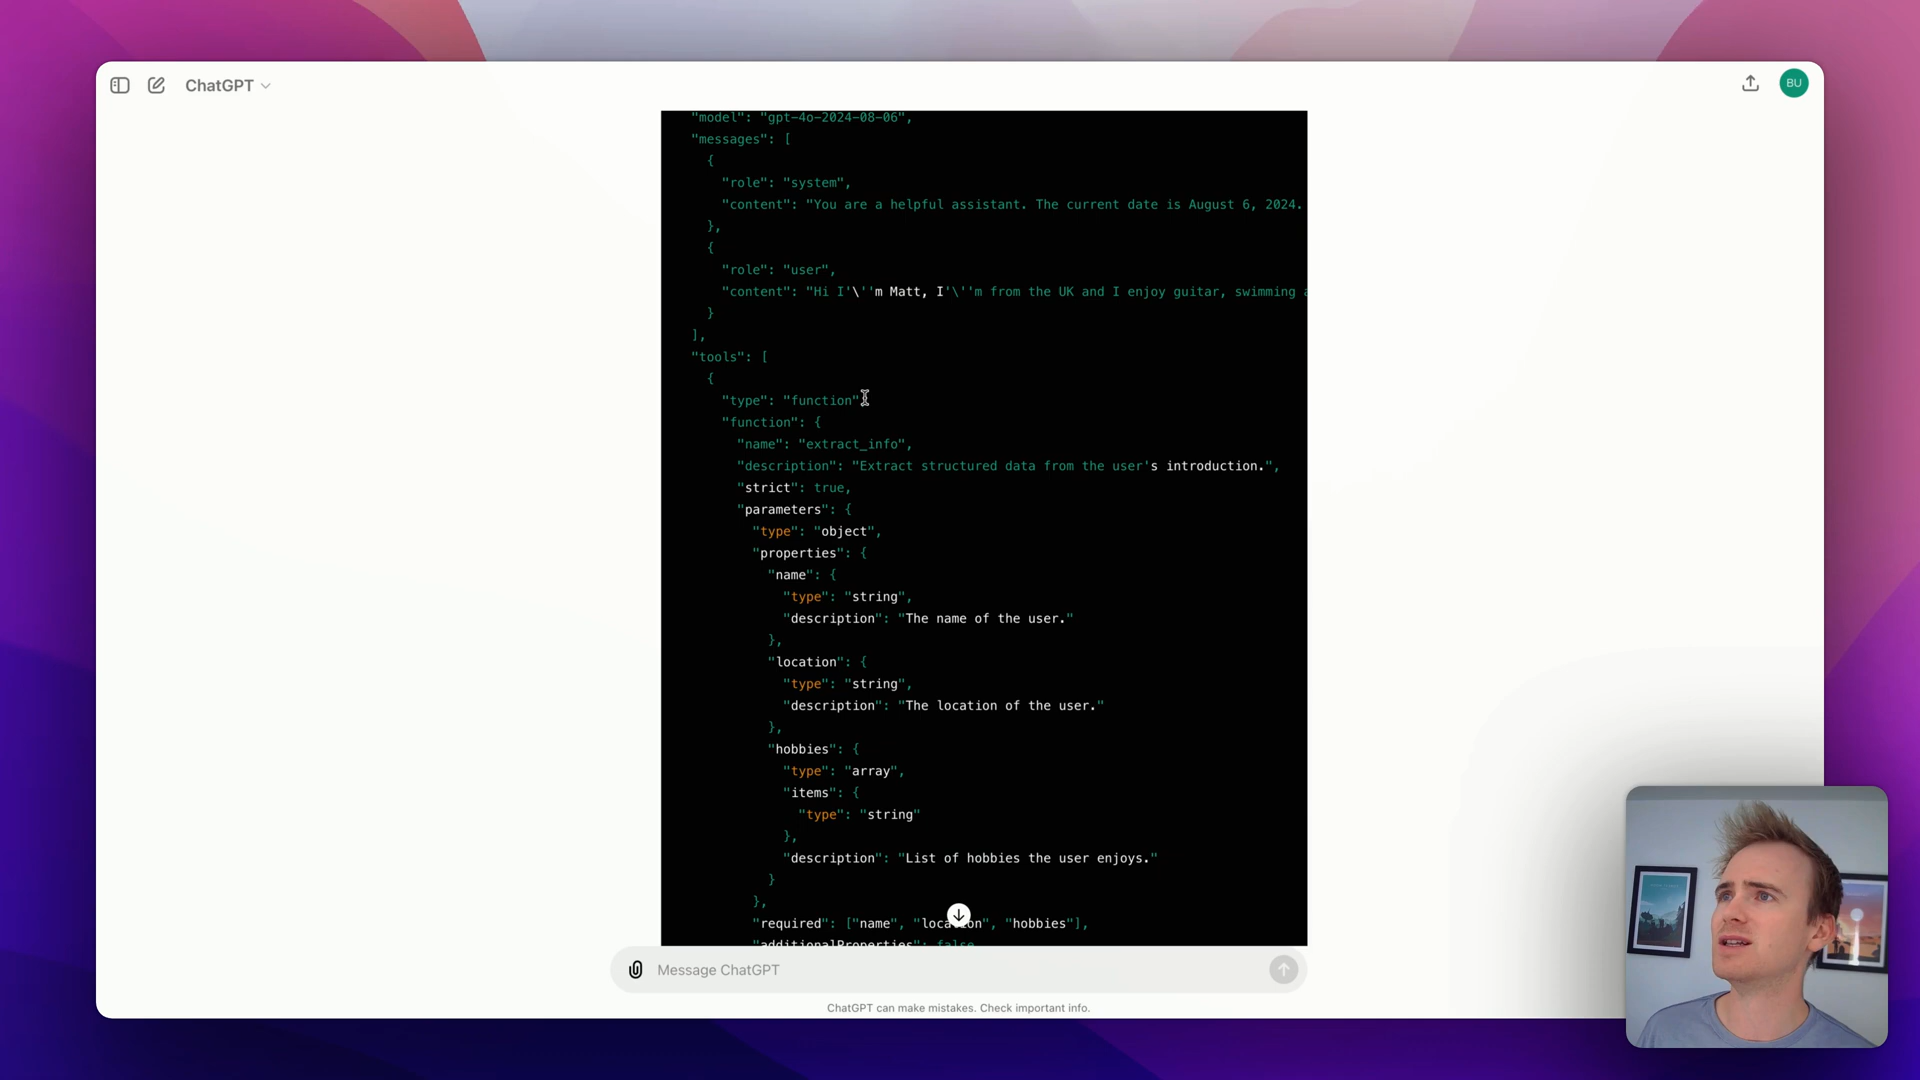 ChatGPT
BU
"model": "gpt-4o-2024-08-06",
"messages": [
{
"role": "system",
"content": "You are a helpful assistant. The current date is August 6, 2024.
},
{
"role": "user",
"content": "Hi I'\''m Matt, I'\''m from the UK and I enjoy guitar, swimming
}
],
"tools": [
{
"type": "function"
"function": {
"name": "extract_info",
"description": "Extract structured data from the user's introduction.",
"strict": true,
"parameters": {
"type": "object",
"properties": {
"name": {
"type": "string",
"description": "The name of the user."
},
"location": {
"type": "string",
"description": "The location of the user."
},
"hobbies": {
"type": "array",
"items": {
"type": "string"
},
"description": "List of hobbies the user enjoys."
}
},
"required": ["name", "location", "hobbies"],
"additionalProperties": false
Message ChatGPT
ChatGPT can make mistakes. Check important info.